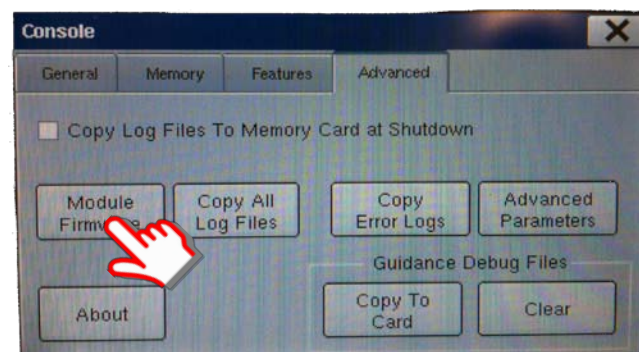 Console
General Memory Features Advanced
Copy Log Files To Memory Card at Shutdown
Module Copy All Copy Advanced
Firmware Log Files Error Logs Parameters
Guidance Debug Files
About Copy To Clear
Card